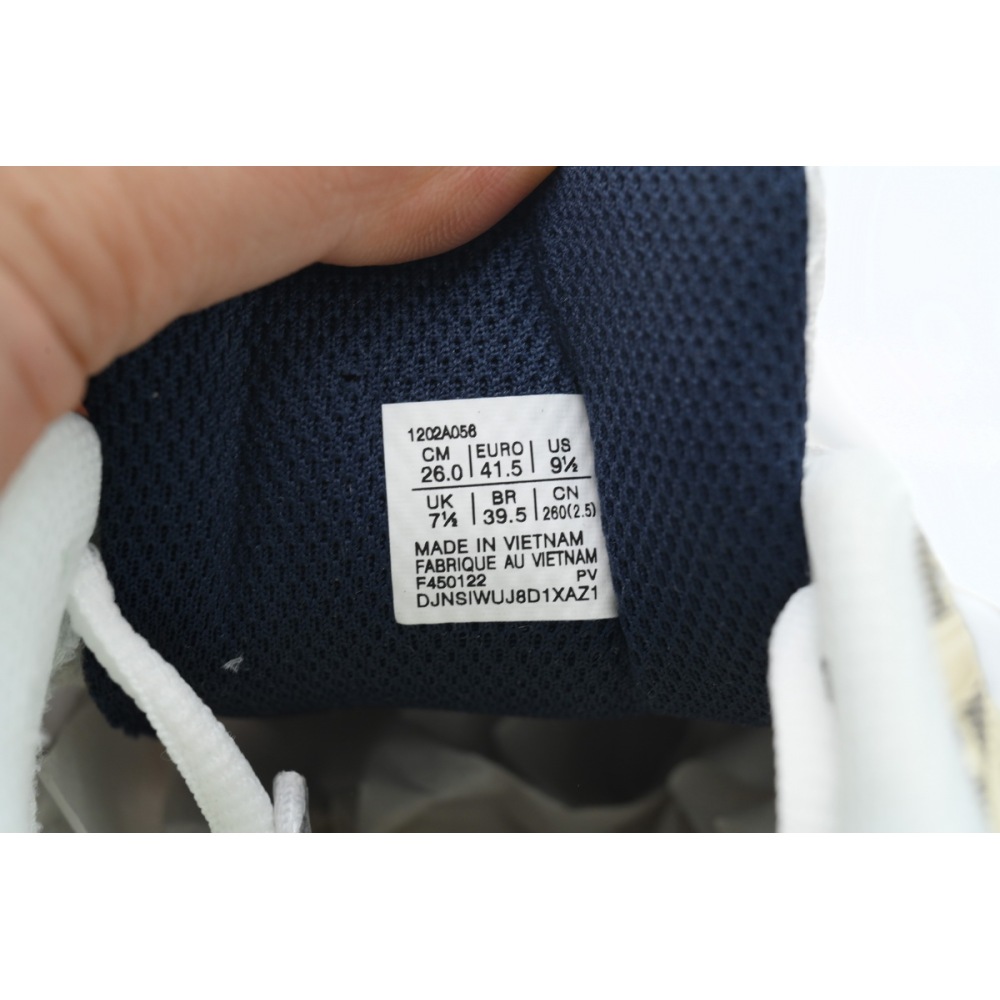 1202A056
CM | EURO | US
26.0 | 41.5 | 9½
UK | BR | CN
7½ | 39.5 | 260(2.5)
MADE IN VIETNAM
FABRIQUE AU VIETNAM
F450122 PV
DJNSIWUJ8D1XAZ1